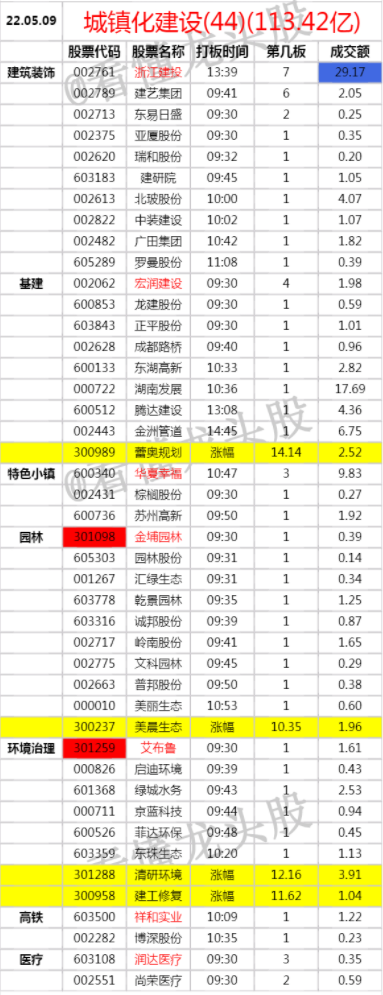 22.05.09 城镇化建设(44)(113.42亿)
股票代码 股票名称 打板时间 第几板 成交额
建筑装饰 002761 浙江建投 13:39 7 29.17
002789 建艺集团 09:41 6 2.05
002713 东易日盛 09:30 2 0.25
002375 亚厦股份 09:30 1 0.35
002620 瑞和股份 09:32 1 0.20
603183 建研院 09:45 1 1.05
002613 北玻股份 10:00 1 4.07
002822 中装建设 10:02 1 1.07
002482 广田集团 10:42 1 1.82
605289 罗曼股份 11:08 1 0.39
基建 002062 宏润建设 09:30 4 1.98
600853 龙建股份 09:30 1 0.59
603843 正平股份 09:30 1 1.01
002628 成都路桥 09:40 1 0.96
600133 东湖高新 10:33 1 2.82
000722 湖南发展 10:36 1 17.69
600512 腾达建设 13:08 1 4.36
002443 金洲管道 14:45 1 6.75
300989 蕾奥规划 涨幅 14.14 2.52
特色小镇 600340 华夏幸福 10:47 3 9.83
002431 棕榈股份 09:30 1 0.27
600736 苏州高新 09:50 1 1.92
园林 301098 金埔园林 09:30 1 0.39
605303 园林股份 09:31 1 0.14
001267 汇绿生态 09:31 1 0.34
603778 乾景园林 09:35 1 1.25
603316 诚邦股份 09:39 1 0.87
002717 岭南股份 09:41 1 1.65
002775 文科园林 09:45 1 0.29
002663 普邦股份 09:50 1 0.38
000010 美丽生态 10:53 1 0.60
300237 美晨生态 涨幅 10.35 1.96
环境治理 301259 艾布鲁 09:30 1 1.61
000826 启迪环境 09:39 1 0.43
601368 绿城水务 09:43 1 2.53
000711 京蓝科技 09:44 1 0.94
600526 菲达环保 09:48 1 0.45
603359 东珠生态 10:20 1 1.13
301288 清研环境 涨幅 12.16 3.91
300958 建工修复 涨幅 11.62 1.04
高铁 603500 祥和实业 10:09 1 1.22
002282 博深股份 10:35 1 0.23
医疗 603108 润达医疗 09:30 3 0.35
002551 尚荣医疗 09:30 2 0.59
@看懂龙头股
@看懂龙头股
看懂龙头股